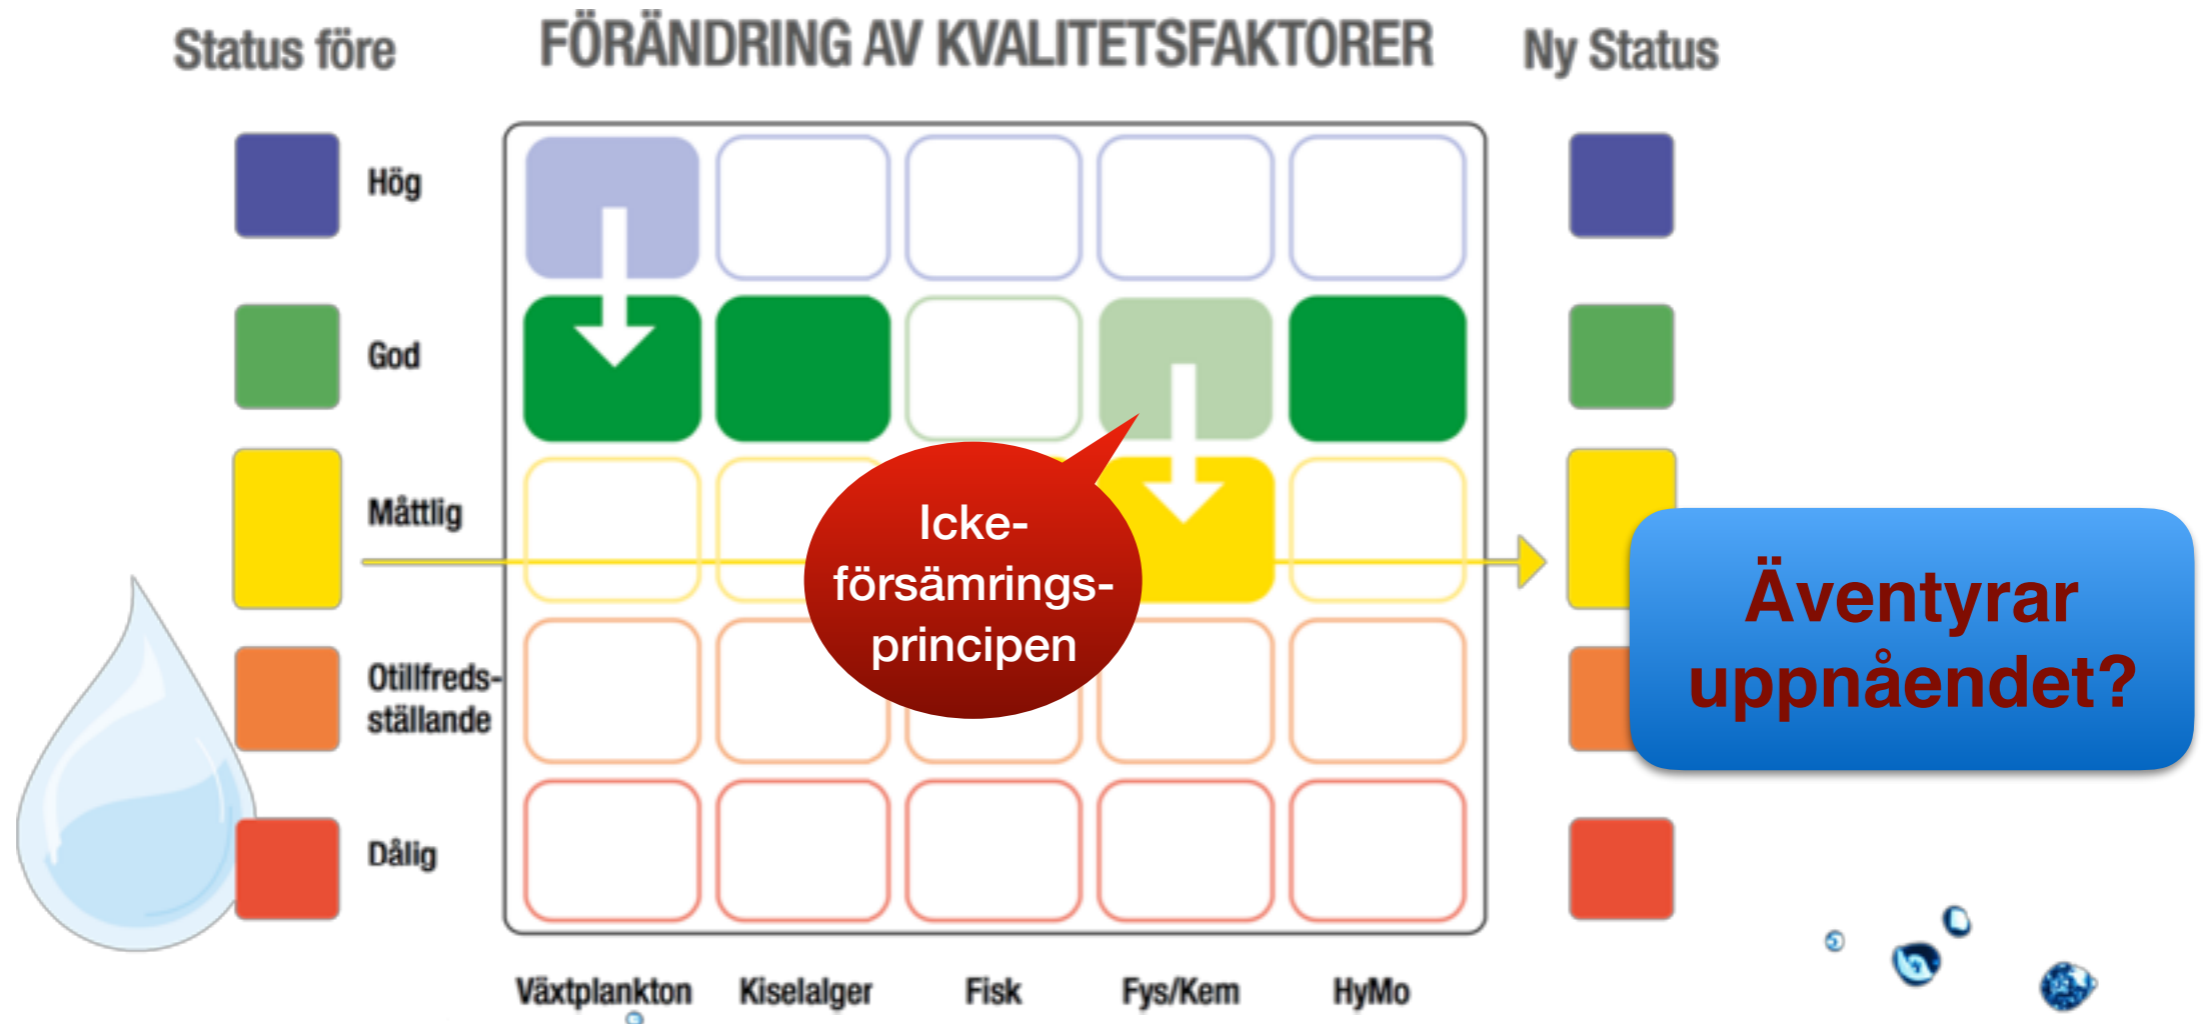 Status före
FÖRÄNDRING AV KVALITETSFAKTORER
Ny Status
Hög
God
Måttlig
Otillfreds-
ställande
Dålig
Icke-
försämrings-
principen
Äventyrar
uppnåendet?
Växtplankton
Kiselalger
Fisk
Fys/Kem
HyMo